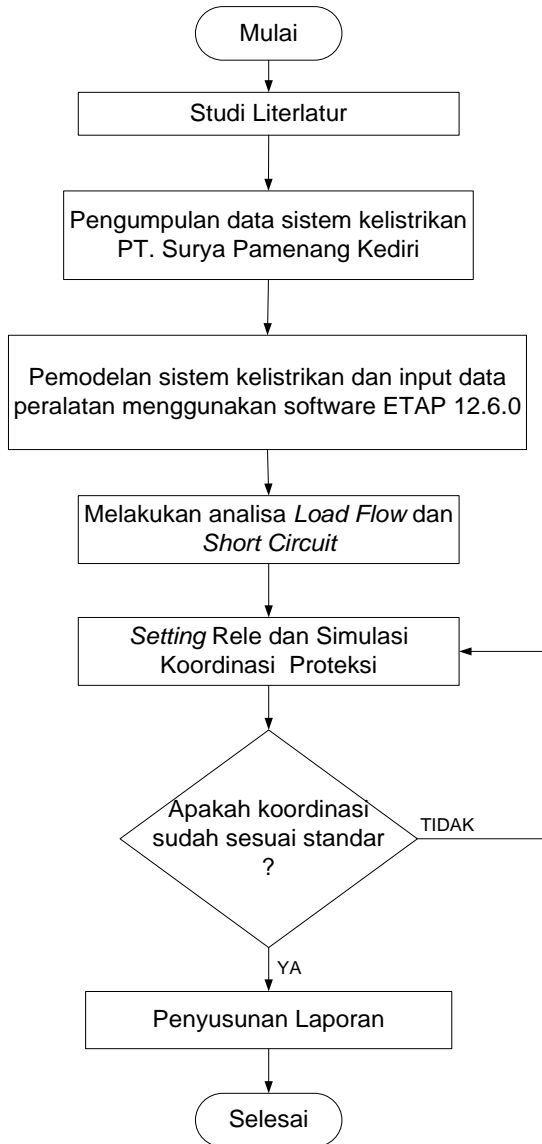 Mulai
Studi Literlatur
Pengumpulan data sistem kelistrikan
PT. Surya Pamenang Kediri
Pemodelan sistem kelistrikan dan input data
peralatan menggunakan software ETAP 12.6.0
Melakukan analisa Load Flow dan
Short Circuit
Setting Rele dan Simulasi
Koordinasi Proteksi
Apakah koordinasi
sudah sesuai standar
?
TIDAK
YA
Penyusunan Laporan
Selesai